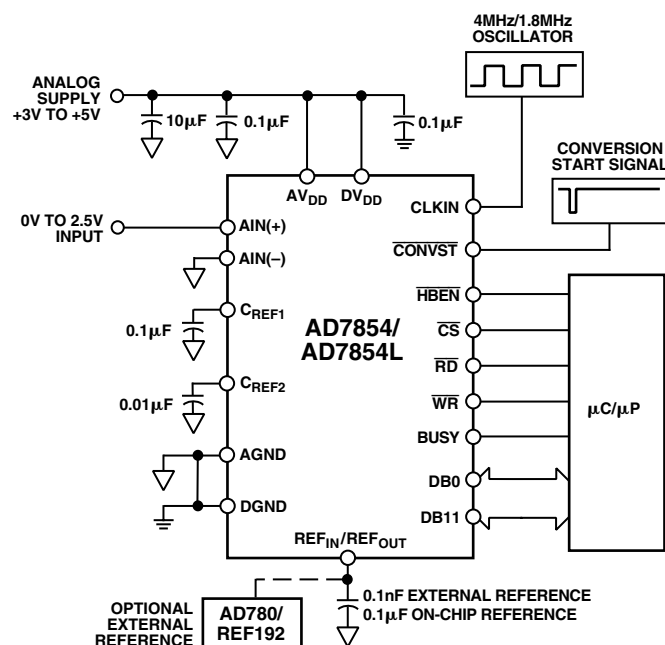 4MHz/1.8MHz
OSCILLATOR
ANALOG
SUPPLY
+3V TO +5V
10µF
0.1µF
0.1µF
CONVERSION
START SIGNAL
AVDD
DVDD
CLKIN
0V TO 2.5V
INPUT
AIN(+)
CONVST
AIN(–)
HBEN
CREF1
0.1µF
AD7854/
AD7854L
CS
RD
CREF2
0.01µF
WR
µC/µP
BUSY
AGND
DB0
DGND
DB11
REFIN/REFOUT
OPTIONAL
EXTERNAL
REFERENCE
AD780/
REF192
0.1nF EXTERNAL REFERENCE
0.1µF ON-CHIP REFERENCE